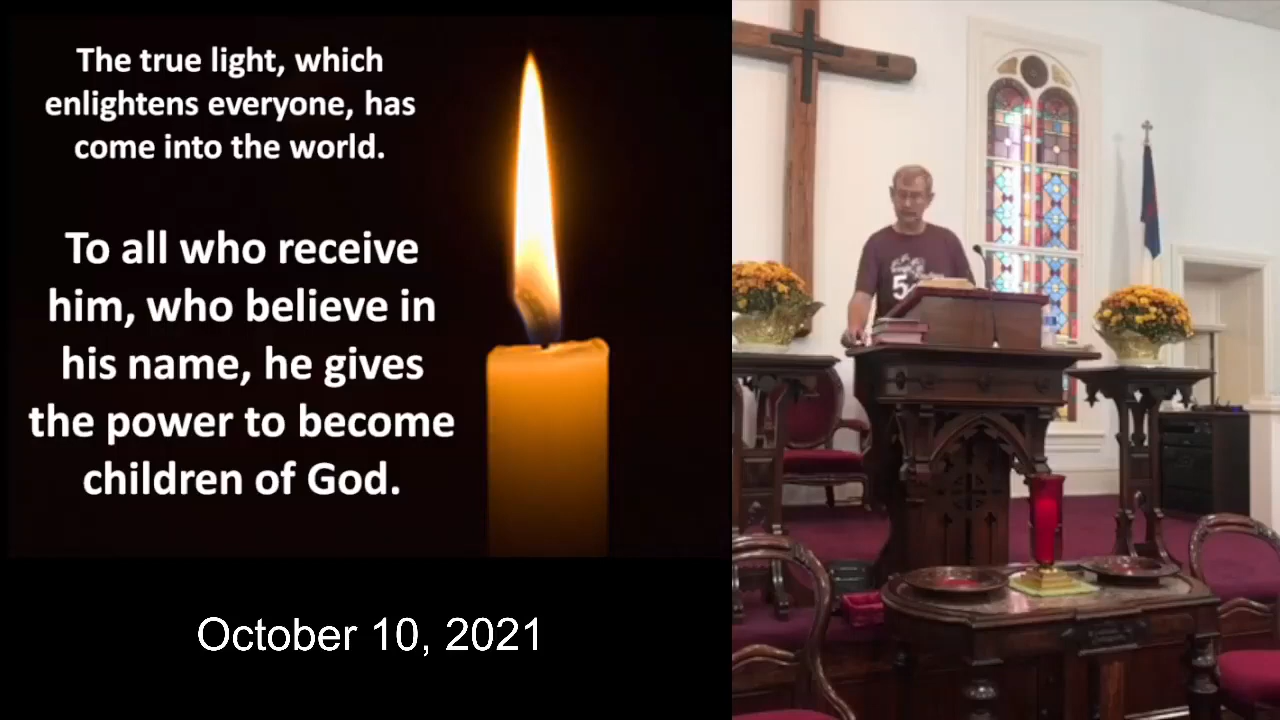 The true light, which
enlightens everyone, has
come into the world.
To all who receive
him, who believe in
his name, he gives
the power to become
children of God.
October 10, 2021
5